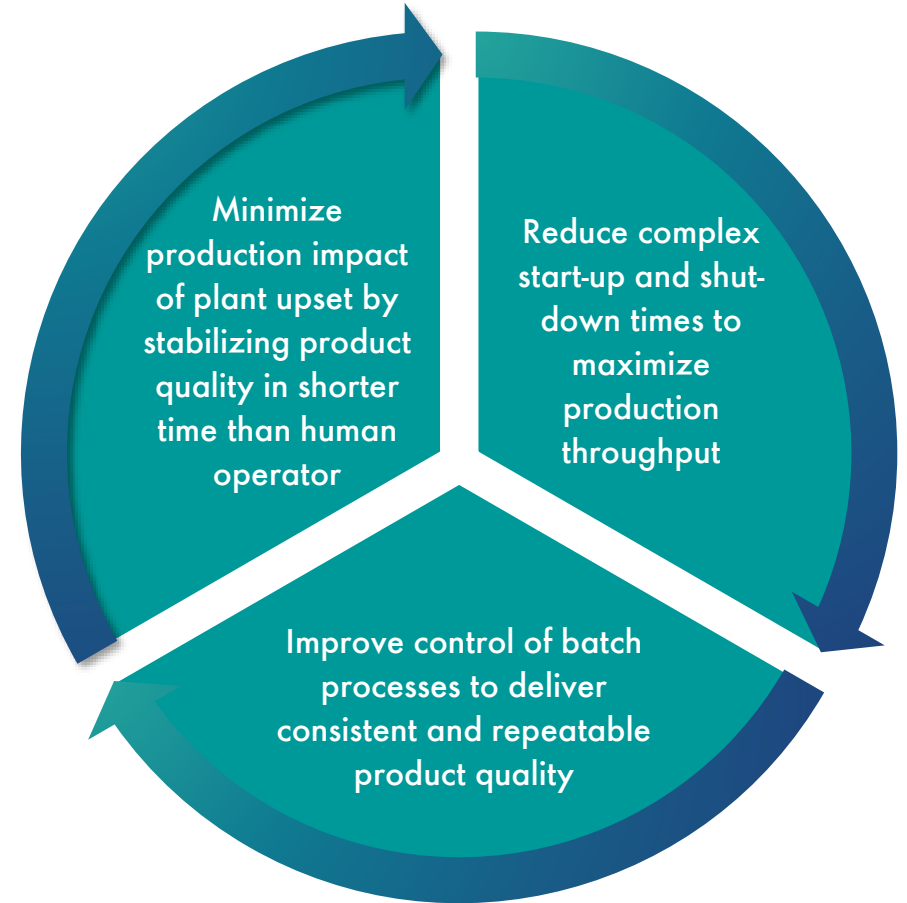 Minimize
production impact
of plant upset by
stabilizing product
quality in shorter
time than human
operator
Reduce complex
start-up and shut-
down times to
maximize
production
throughput
Improve control of batch
processes to deliver
consistent and repeatable
product quality